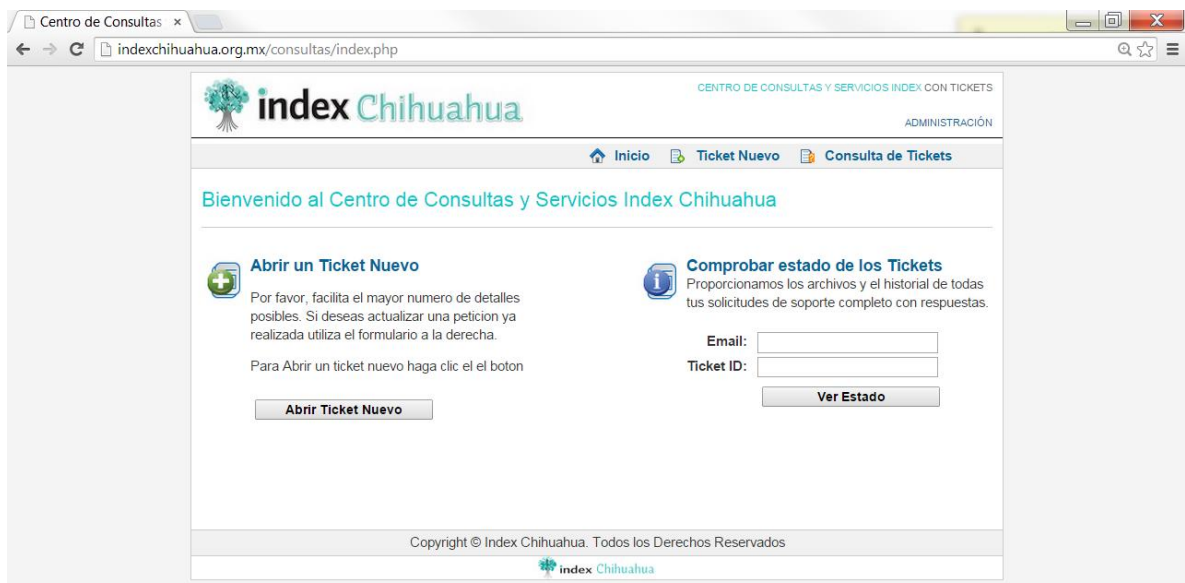 Centro de Consultas
indexchihuahua.org.mx/consultas/index.php
index Chihuahua
CENTRO DE CONSULTAS Y SERVICIOS INDEX CON TICKETS
ADMINISTRACIÓN
Inicio Ticket Nuevo Consulta de Tickets
Bienvenido al Centro de Consultas y Servicios Index Chihuahua
Abrir un Ticket Nuevo
Por favor, facilita el mayor numero de detalles
posibles. Si deseas actualizar una peticion ya
realizada utiliza el formulario a la derecha.
Para Abrir un ticket nuevo haga clic el el boton
Abrir Ticket Nuevo
Comprobar estado de los Tickets
Proporcionamos los archivos y el historial de todas
tus solicitudes de soporte completo con respuestas.
Email:
Ticket ID:
Ver Estado
Copyright © Index Chihuahua. Todos los Derechos Reservados
index Chihuahua